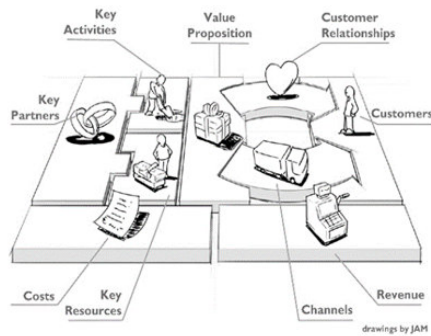 Key
Activities
Value
Proposition
Customer
Relationships
Key
Partners
Customers
Costs
Key
Resources
Channels
Revenue
drawings by JAM